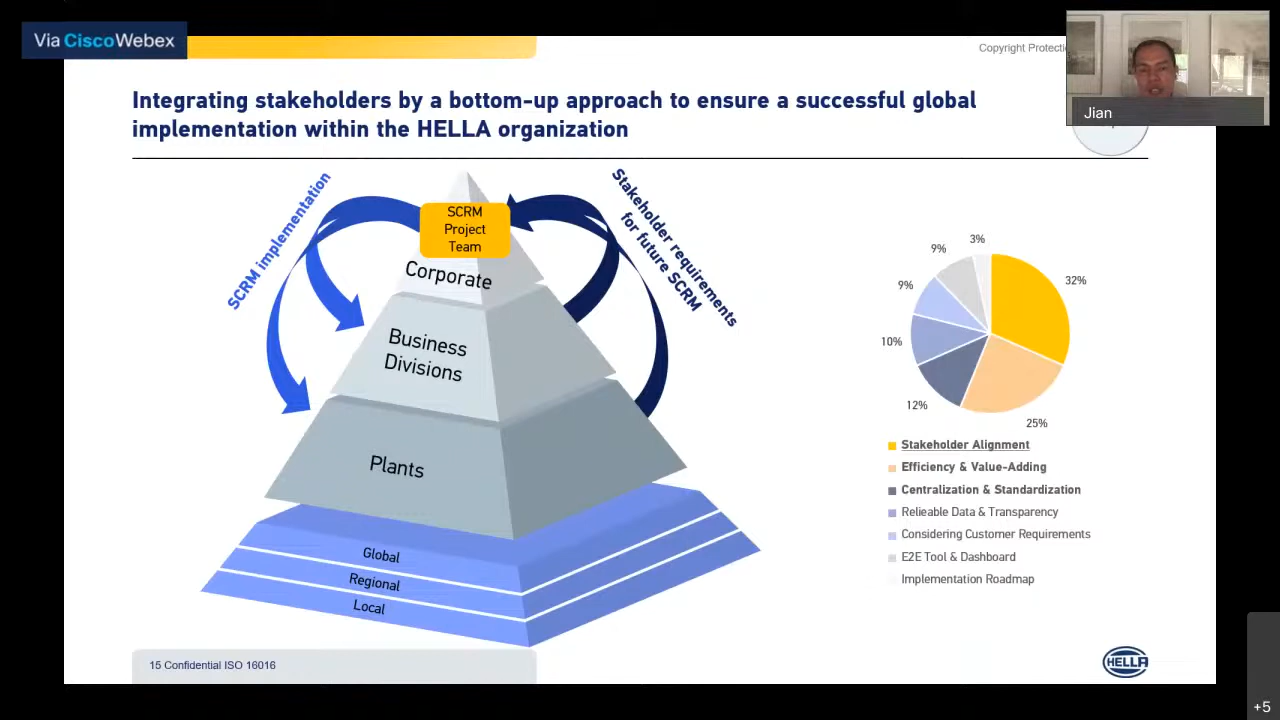 Via CiscoWebex
Copyright Protectio
Jian
Integrating stakeholders by a bottom-up approach to ensure a successful global
implementation within the HELLA organization
SCRM implementation
SCRM
Project
Team
Stakeholder requirements
for future SCRM
Corporate
Business
Divisions
Plants
Global
Regional
Local
3%
9%
32%
9%
10%
12%
25%
Stakeholder Alignment
Efficiency & Value-Adding
Centralization & Standardization
Relieable Data & Transparency
Considering Customer Requirements
E2E Tool & Dashboard
Implementation Roadmap
15 Confidential ISO 16016
HELLA
+5